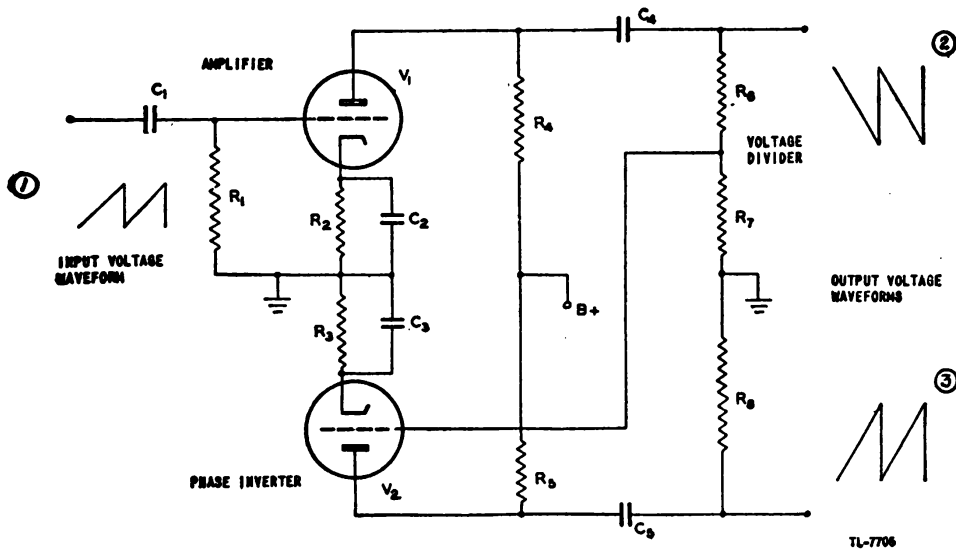 C4
②
AMPLIFIER
V1
C1
R4
R6
VOLTAGE
DIVIDER
①
R1
R2
C2
R7
INPUT VOLTAGE
WAVEFORM
OUTPUT VOLTAGE
WAVEFORMS
B+
R3
C3
③
R8
PHASE INVERTER
V2
R5
C5
TL-7706